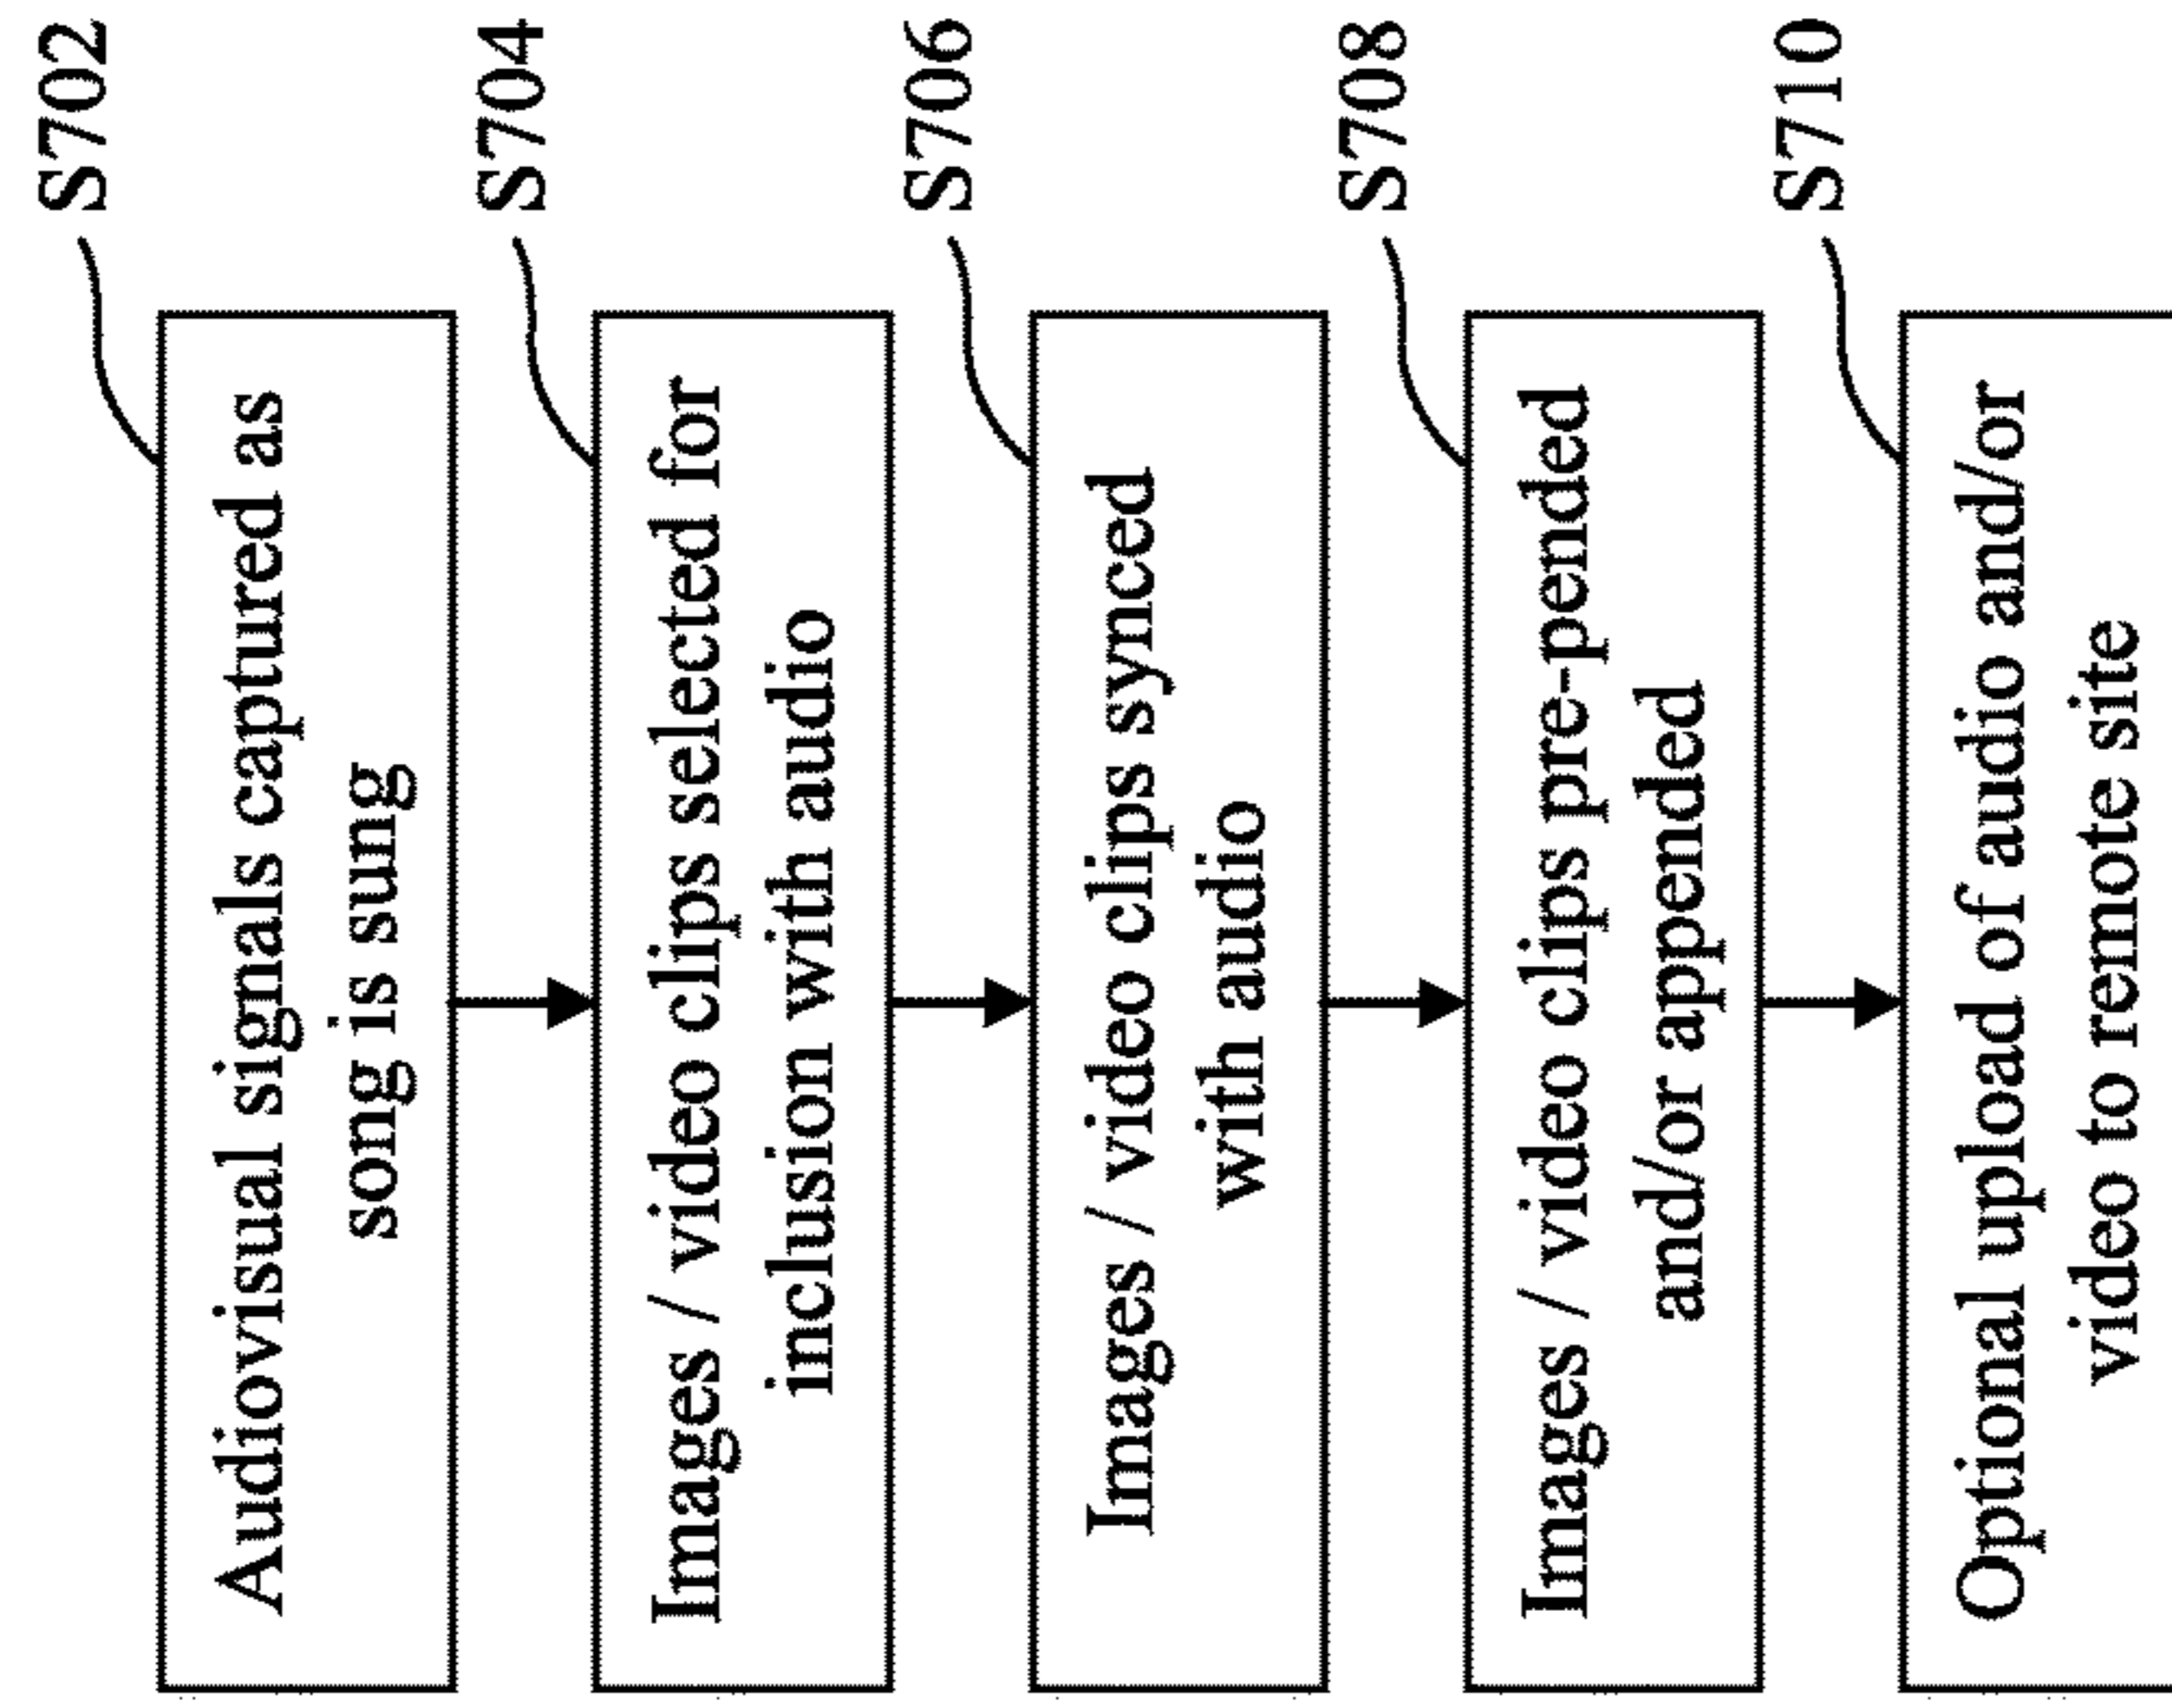 S702
Audiovisual signals captured as
song is sung
S704
Images / video clips selected for
inclusion with audio
S706
Images / video clips synced
with audio
S708
Images / video clips pre-pended
and/or appended
S710
Optional upload of audio and/or
video to remote site